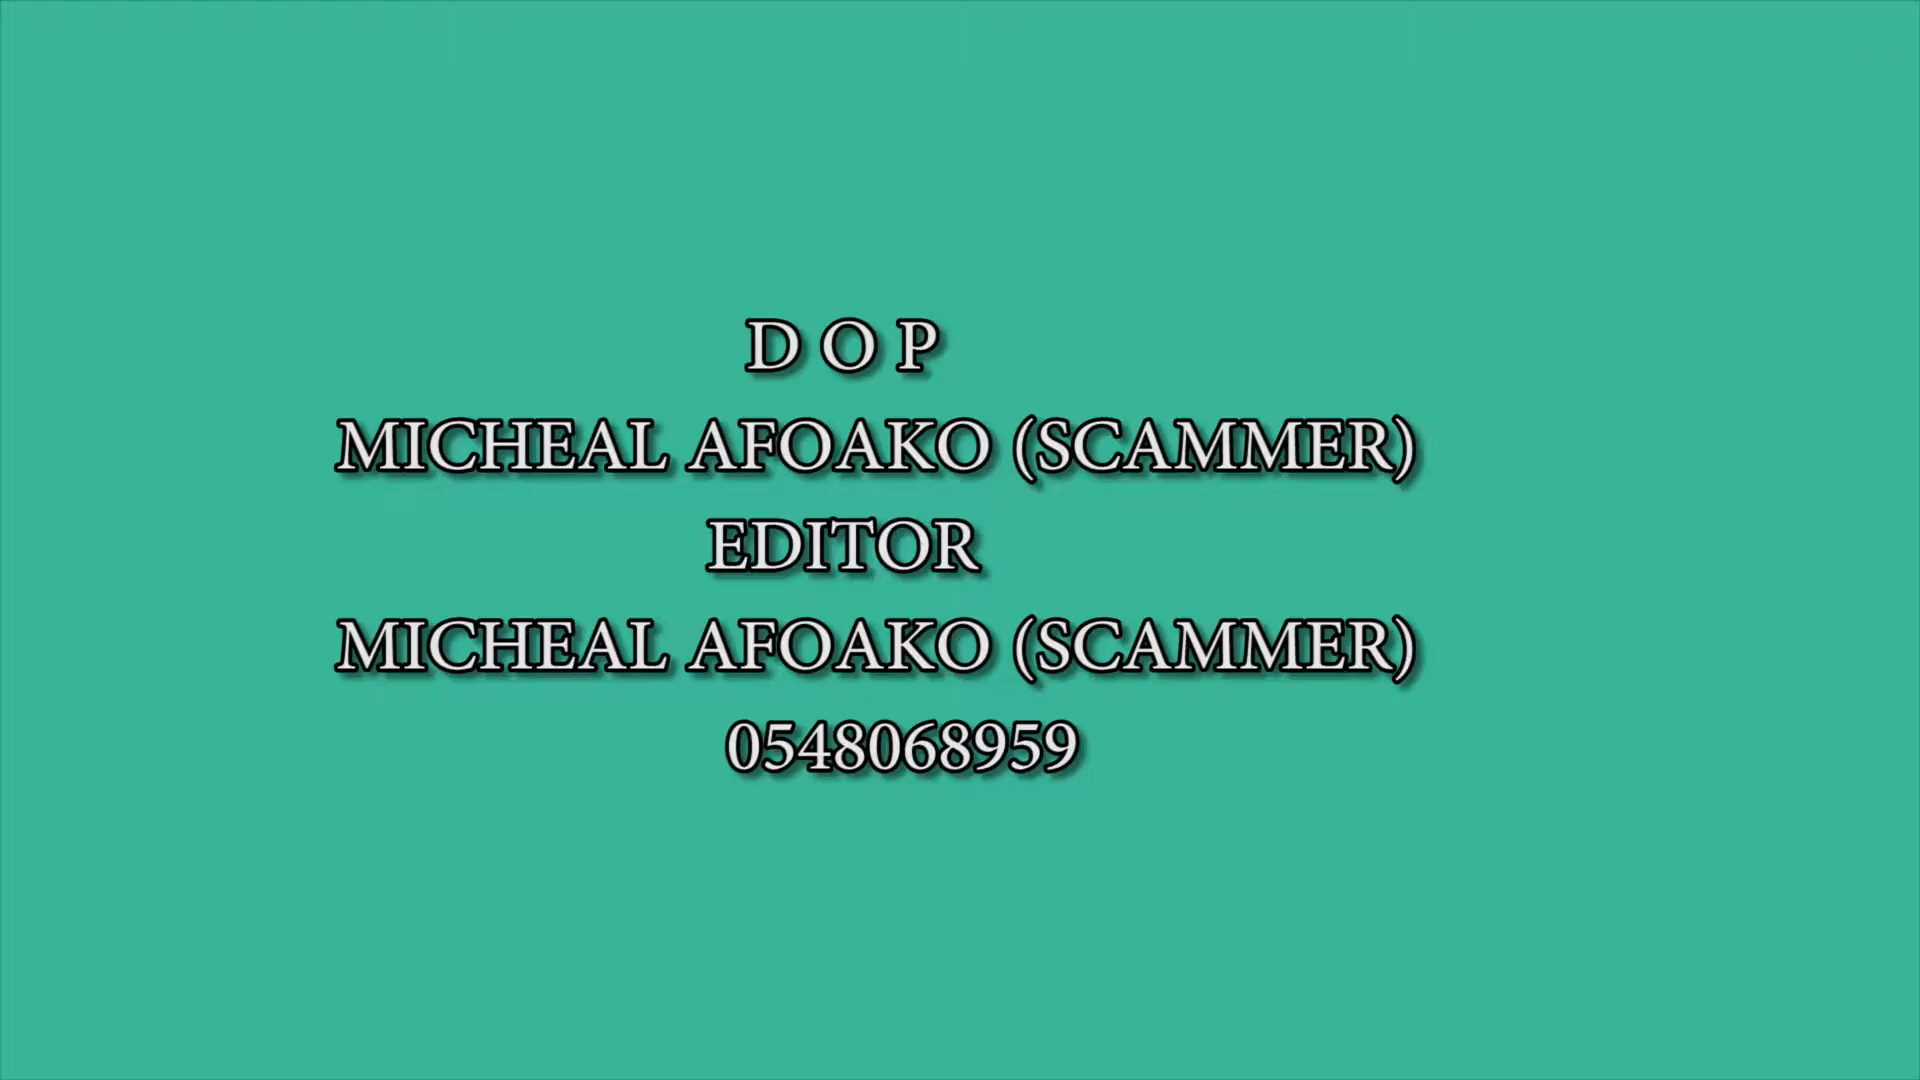 D O P
MICHEAL AFOAKO (SCAMMER)
EDITOR
MICHEAL AFOAKO (SCAMMER)
0548068959